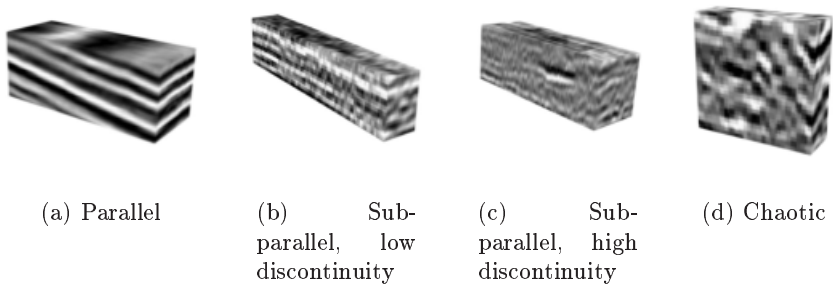 (a) Parallel
(b) Sub-
parallel, low
discontinuity
(c) Sub-
parallel, high
discontinuity
(d) Chaotic